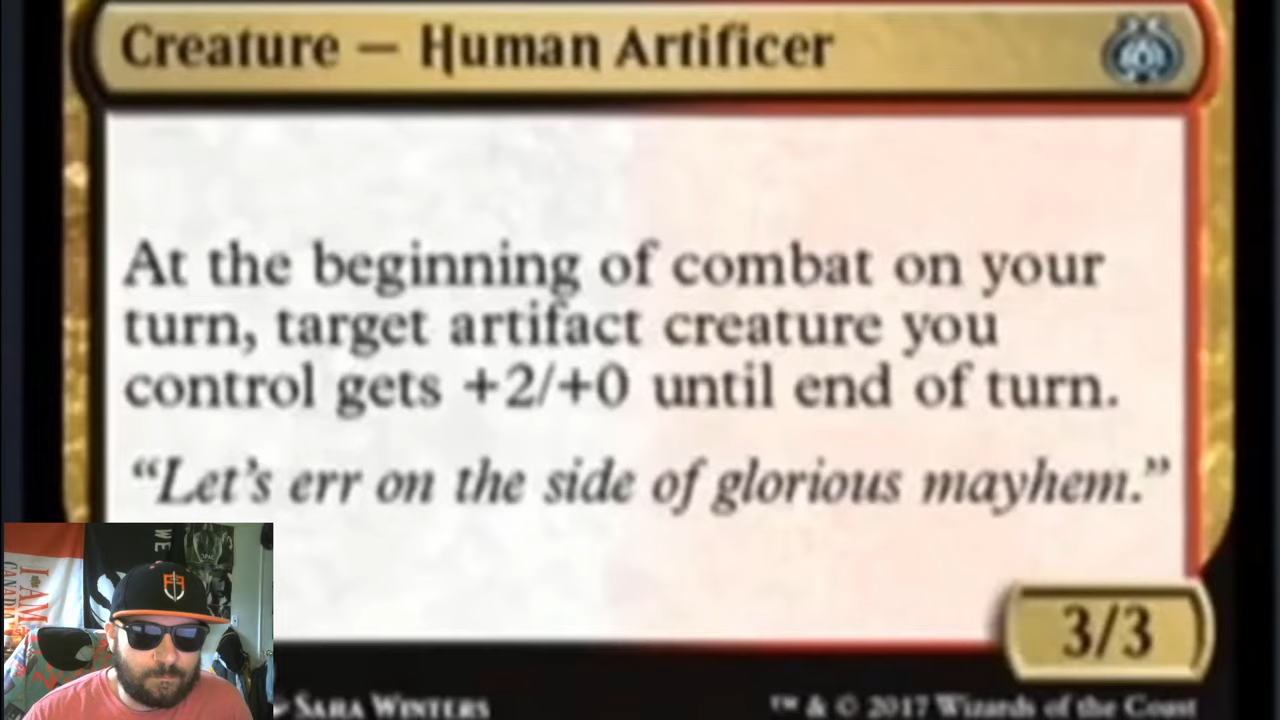 Creature — Human Artificer
At the beginning of combat on your
turn, target artifact creature you
control gets +2/+0 until end of turn.
“Let’s err on the side of glorious mayhem.”
3/3
SARA WINTERS
™ & © 2017 Wizards of the Coast
WE
I AM